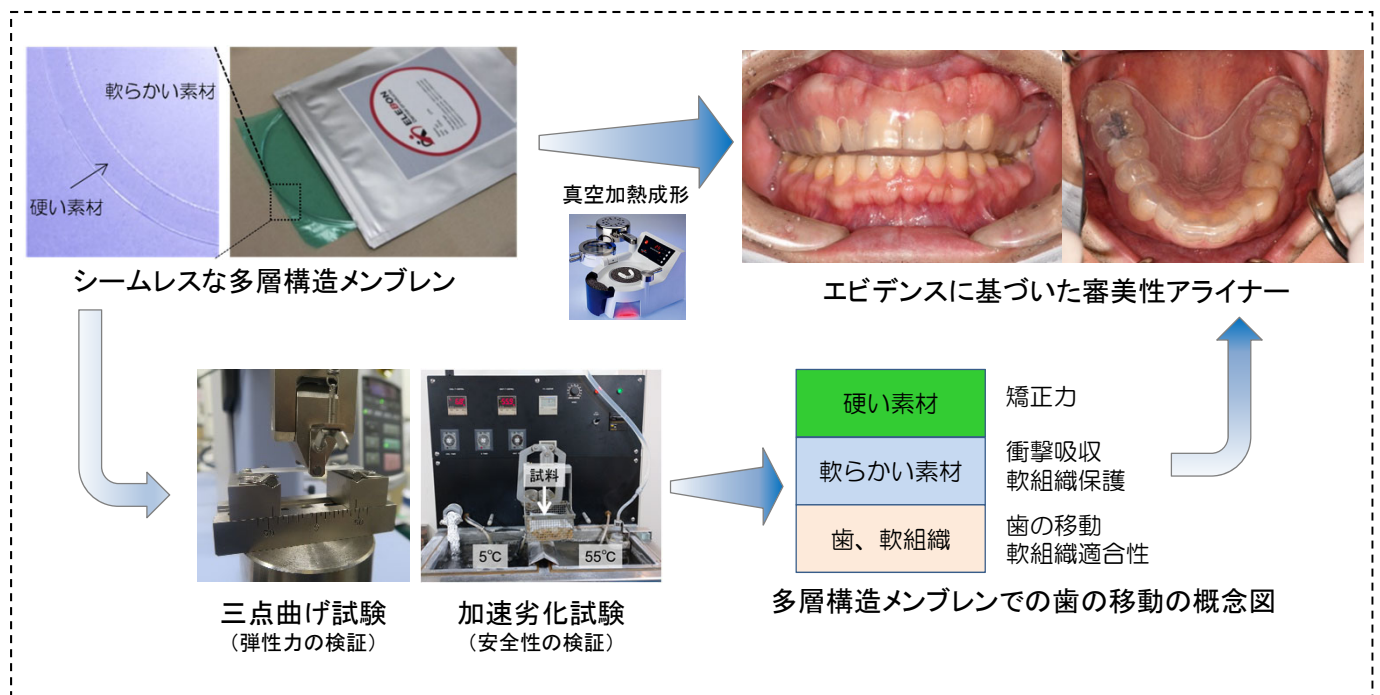 軟らかい素材
硬い素材
ELEBON
シームレスな多層構造メンブレン
真空加熱成形
エビデンスに基づいた審美性アライナー
試料
5℃
55℃
三点曲げ試験
（弾性力の検証）
加速劣化試験
（安全性の検証）
硬い素材
矯正力
軟らかい素材
衝撃吸収
軟組織保護
歯、軟組織
歯の移動
軟組織適合性
多層構造メンブレンでの歯の移動の概念図